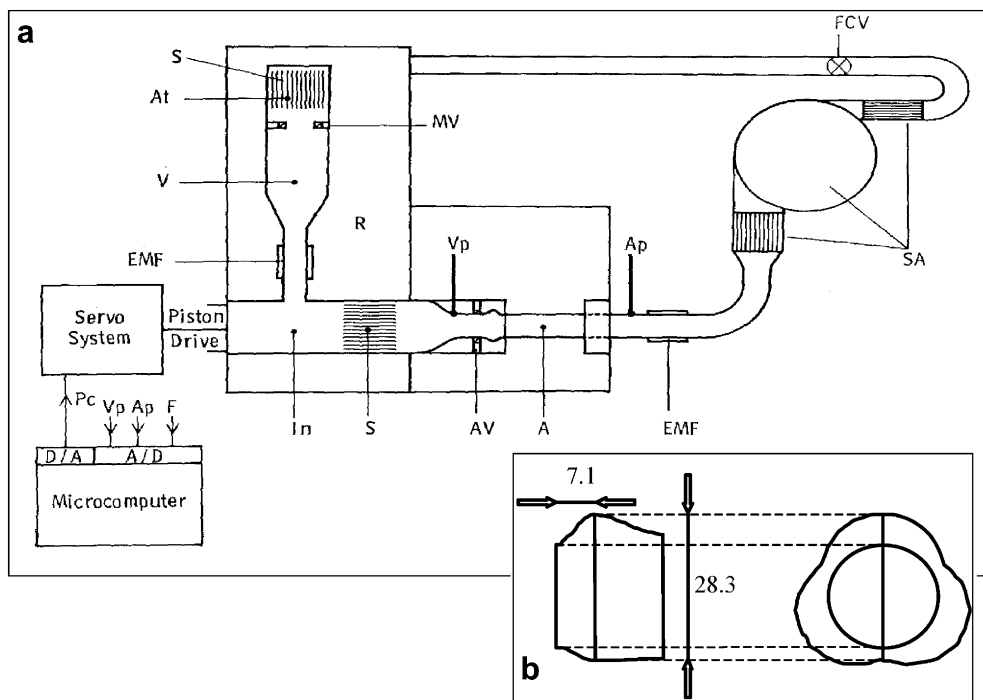 a
FCV
S
At
MV
V
R
EMF
Vp
Ap
SA
Servo
System
Piston
Drive
Pc
Vp Ap F
In
S
AV
A
EMF
D/A
A/D
Microcomputer
7.1
28.3
b